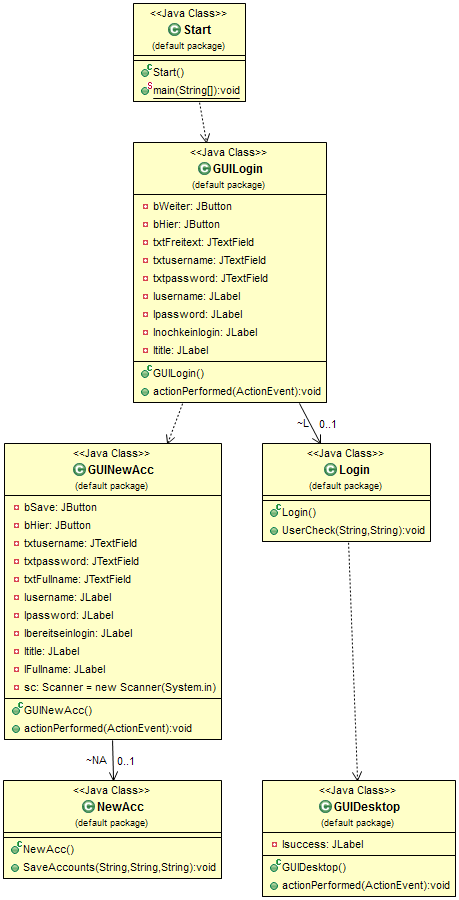 <<Java Class>>
Start
(default package)
Start()
main(String[]):void
<<Java Class>>
GUILogin
(default package)
bWeiter: JButton
bHier: JButton
txtFreitext: JTextField
txtusername: JTextField
txtpassword: JTextField
lusername: JLabel
lpassword: JLabel
lnochkeinlogin: JLabel
ltitle: JLabel
GUILogin()
actionPerformed(ActionEvent):void
~L 0..1
<<Java Class>>
GUINewAcc
(default package)
bSave: JButton
bHier: JButton
txtusername: JTextField
txtpassword: JTextField
txtFullname: JTextField
lusername: JLabel
lpassword: JLabel
lbereitseinlogin: JLabel
ltitle: JLabel
lFullname: JLabel
sc: Scanner = new Scanner(System.in)
GUINewAcc()
actionPerformed(ActionEvent):void
<<Java Class>>
Login
(default package)
Login()
UserCheck(String,String):void
~NA 0..1
<<Java Class>>
NewAcc
(default package)
NewAcc()
SaveAccounts(String,String,String):void
<<Java Class>>
GUIDesktop
(default package)
lsuccess: JLabel
GUIDesktop()
actionPerformed(ActionEvent):void